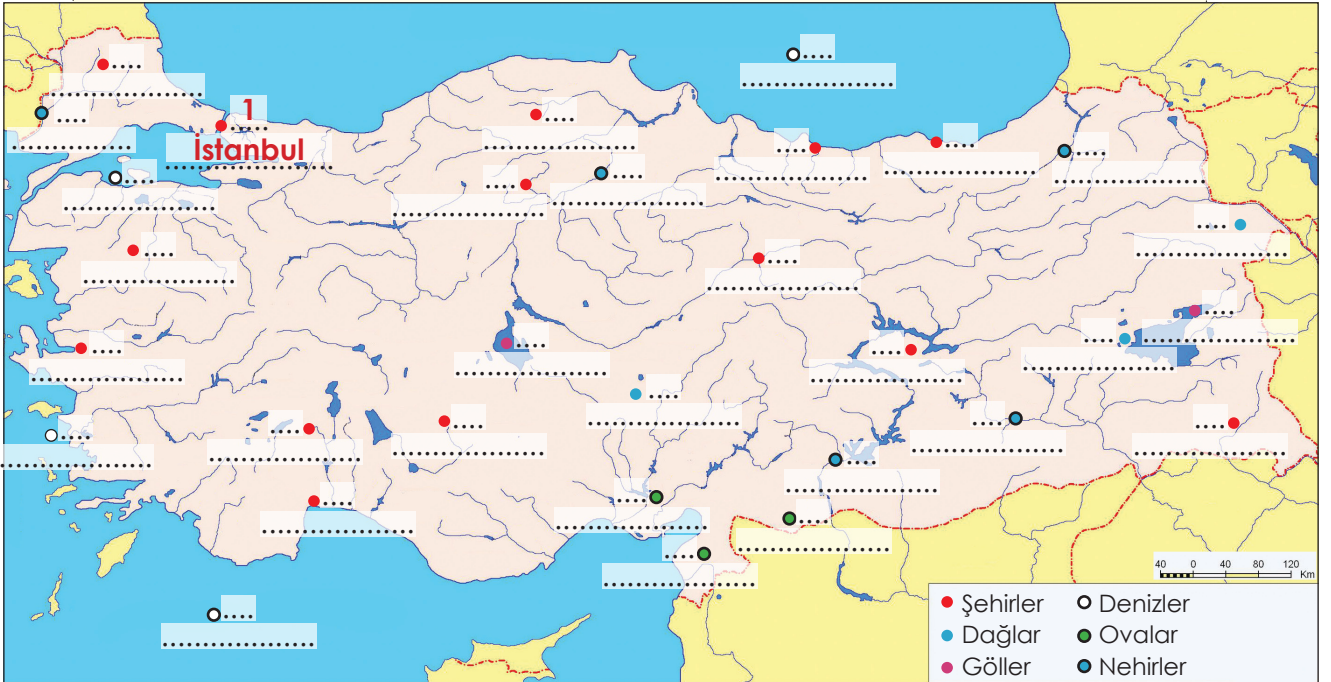 1
İstanbul
40 0 40 80 120
Km
Şehirler
Denizler
Dağlar
Ovalar
Göller
Nehirler